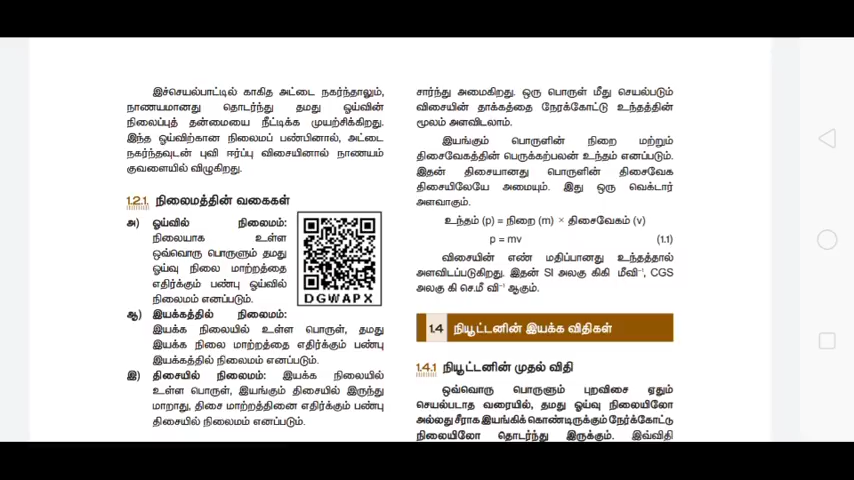 இச்செயல்பாட்டில் காகித அட்டை நகர்ந்தாலும்,
நாணயமானது தொடர்ந்து தமது ஓய்வின்
நிலைப்புத் தன்மையை நீட்டிக்க முயற்சிக்கிறது.
இந்த ஓய்விற்கான நிலைமப் பண்பினால், அட்டை
நகர்ந்தவுடன் புவி ஈர்ப்பு விசையினால் நாணயம்
குவளையில் விழுகிறது.
1.2.1. நிலைமத்தின் வகைகள்
அ) ஓய்வில் நிலைமம்:
நிலையாக உள்ள
ஒவ்வொரு பொருளும் தமது
ஓய்வு நிலை மாற்றத்தை
எதிர்க்கும் பண்பு ஓய்வில்
நிலைமம் எனப்படும்.
DGWAPX
ஆ) இயக்கத்தில் நிலைமம்:
இயக்க நிலையில் உள்ள பொருள், தமது
இயக்க நிலை மாற்றத்தை எதிர்க்கும் பண்பு
இயக்கத்தில் நிலைமம் எனப்படும்.
இ) திசையில் நிலைமம்: இயக்க நிலையில்
உள்ள பொருள், இயங்கும் திசையில் இருந்து
மாறாது, திசை மாற்றத்தினை எதிர்க்கும் பண்பு
திசையில் நிலைமம் எனப்படும்.
சார்ந்து அமைகிறது. ஒரு பொருள் மீது செயல்படும்
விசையின் தாக்கத்தை நேரக்கோட்டு உந்தத்தின்
மூலம் அளவிடலாம்.
இயங்கும் பொருளின் நிறை மற்றும்
திசைவேகத்தின் பெருக்கற்பலன் உந்தம் எனப்படும்.
இதன் திசையானது பொருளின் திசைவேக
திசையிலேயே அமையும். இது ஒரு வெக்டார்
அளவாகும்.
உந்தம் (p) = நிறை (m) × திசைவேகம் (v)
p = mv (1.1)
விசையின் எண் மதிப்பானது உந்தத்தால்
அளவிடப்படுகிறது. இதன் SI அலகு கிகி மீவி⁻¹, CGS
அலகு கி செ.மீ வி⁻¹ ஆகும்.
1.4 நியூட்டனின் இயக்க விதிகள்
1.4.1 நியூட்டனின் முதல் விதி
ஒவ்வொரு பொருளும் புறவிசை ஏதும்
செயல்படாத வரையில், தமது ஓய்வு நிலையிலோ
அல்லது சீராக இயங்கிக் கொண்டிருக்கும் நேர்க்கோட்டு
நிலையிலோ தொடர்ந்து இருக்கும். இவ்விதி